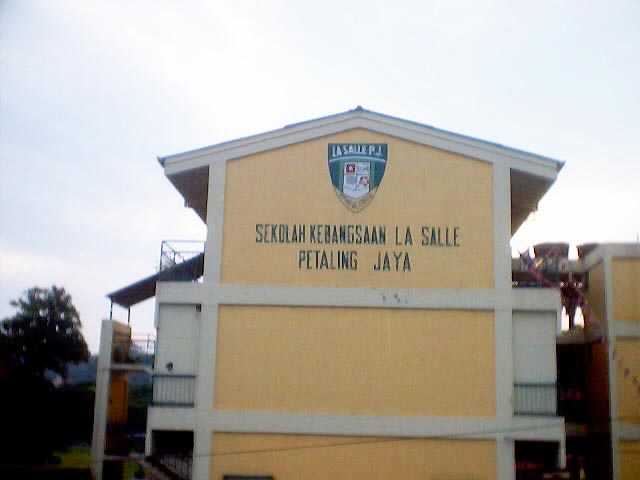 LA SALLE P.J.
SEKOLAH KEBANGSAAN LA SALLE
PETALING JAYA